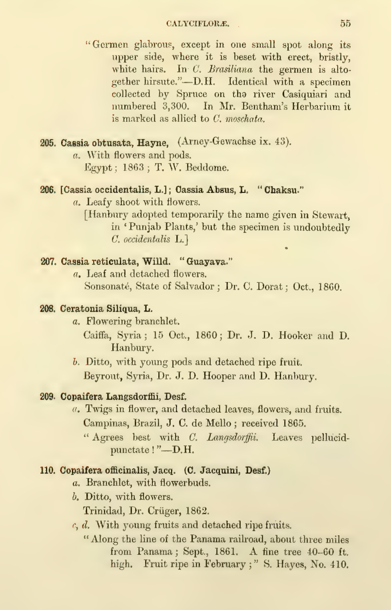 CALYCIFLORÆ. 55
"Germen glabrous, except in one small spot along its
upper side, where it is beset with erect, bristly,
white hairs. In C. Brasiliana the germen is alto-
gether hirsute."—D.H. Identical with a specimen
collected by Spruce on the river Casiquiari and
numbered 3,300. In Mr. Bentham's Herbarium it
is marked as allied to C. moschata.
205. Cassia obtusata, Hayne, (Arney-Gewachse ix. 43).
a. With flowers and pods.
Egypt; 1863; T. W. Beddome.
206. [Cassia occidentalis, L.]; Cassia Absus, L. "Chaksu."
a. Leafy shoot with flowers.
[Hanbury adopted temporarily the name given in Stewart,
in 'Punjab Plants,' but the specimen is undoubtedly
C. occidentalis L.]
207. Cassia reticulata, Willd. "Guayava."
a. Leaf and detached flowers.
Sonsonaté, State of Salvador; Dr. C. Dorat; Oct., 1860.
208. Ceratonia Siliqua, L.
a. Flowering branchlet.
Caiffa, Syria; 15 Oct., 1860; Dr. J. D. Hooker and D.
Hanbury.
b. Ditto, with young pods and detached ripe fruit.
Beyrout, Syria, Dr. J. D. Hooper and D. Hanbury.
209. Copaifera Langsdorffii, Desf.
a. Twigs in flower, and detached leaves, flowers, and fruits.
Campinas, Brazil, J. C. de Mello; received 1865.
"Agrees best with C. Langsdorffii. Leaves pellucid-
punctate!"—D.H.
110. Copaifera officinalis, Jacq. (C. Jacquini, Desf.)
a. Branchlet, with flowerbuds.
b. Ditto, with flowers.
Trinidad, Dr. Crüger, 1862.
c, d. With young fruits and detached ripe fruits.
"Along the line of the Panama railroad, about three miles
from Panama; Sept., 1861. A fine tree 40-60 ft.
high. Fruit ripe in February;" S. Hayes, No. 410.